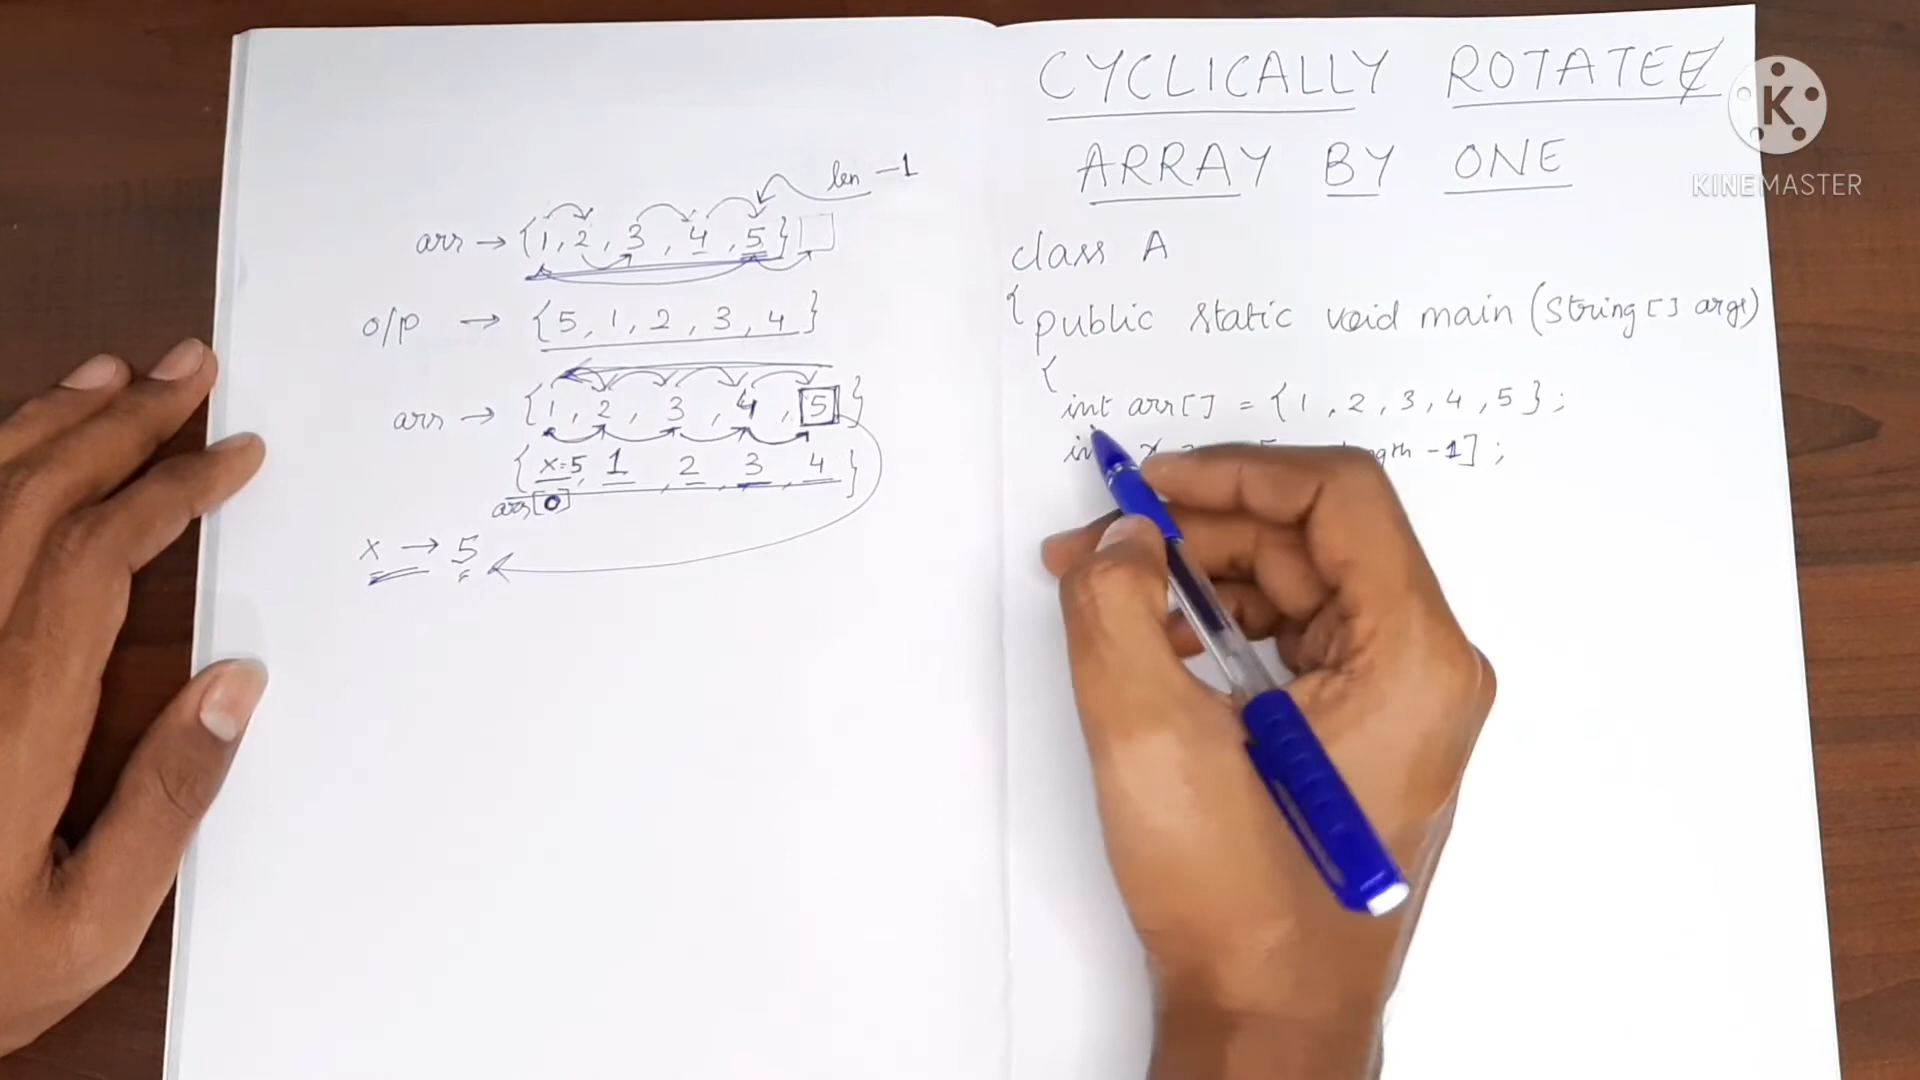 len -1
arr → {1, 2, 3, 4, 5}
o/p → {5, 1, 2, 3, 4}
arr → {1, 2, 3, 4, 5}
{x=5, 1, 2, 3, 4}
arr[0]
x → 5
CYCLICALLY ROTATE
ARRAY BY ONE
class A
{ public static void main (String [] args)
{
int arr[] = {1, 2, 3, 4, 5};
x -1];
K
KINEMASTER